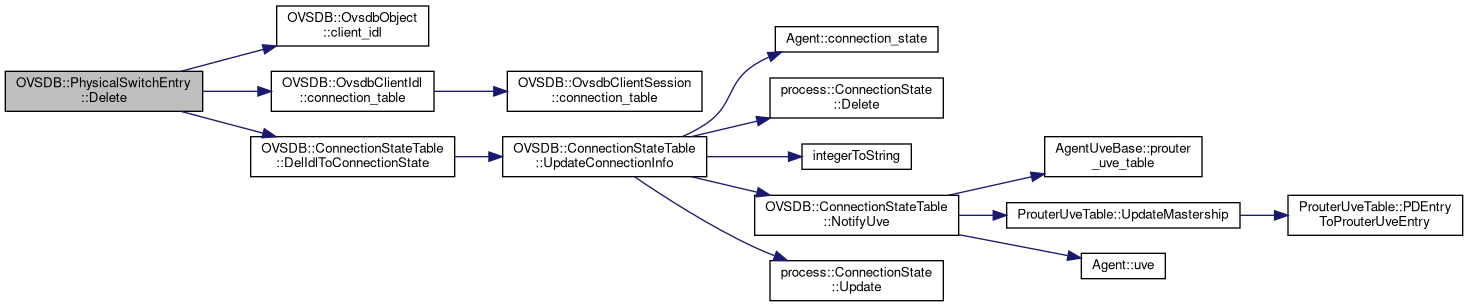 OVSDB::PhysicalSwitchEntry
::Delete
OVSDB::OvsdbObject
::client_idl
OVSDB::OvsdbClientIdl
::connection_table
OVSDB::OvsdbClientSession
::connection_table
OVSDB::ConnectionStateTable
::DelIdlToConnectionState
OVSDB::ConnectionStateTable
::UpdateConnectionInfo
Agent::connection_state
process::ConnectionState
::Delete
integerToString
OVSDB::ConnectionStateTable
::NotifyUve
process::ConnectionState
::Update
AgentUveBase::prouter
_uve_table
ProuterUveTable::UpdateMastership
Agent::uve
ProuterUveTable::PDEntry
ToProuterUveEntry